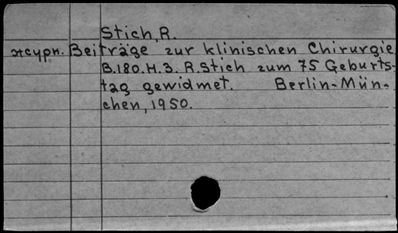 Stich, R.
журн. Beiträge zur klinischen Chirurgie
B.180.H.3. R.Stich zum 75 Geburts-
tag gewidmet. Berlin-Mün-
chen, 1950.